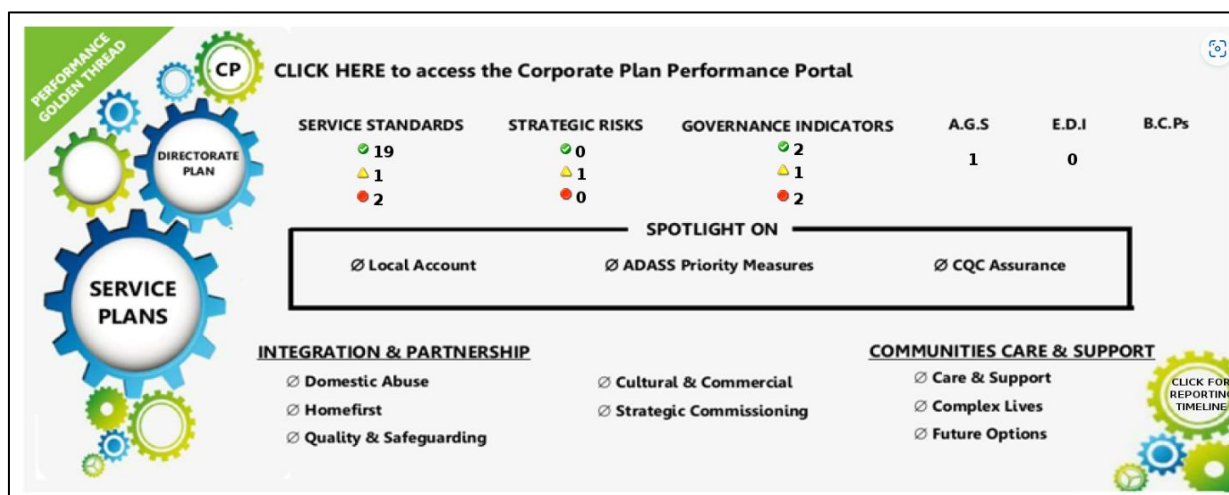 PERFORMANCE
GOLDEN THREAD
CP
CLICK HERE to access the Corporate Plan Performance Portal
DIRECTORATE
PLAN
SERVICE STANDARDS STRATEGIC RISKS GOVERNANCE INDICATORS A.G.S E.D.I B.C.Ps
19 0 2
1 0
1 1 1
2 0 2
SPOTLIGHT ON
Ø Local Account Ø ADASS Priority Measures Ø CQC Assurance
SERVICE
PLANS
INTEGRATION & PARTNERSHIP COMMUNITIES CARE & SUPPORT
Ø Domestic Abuse Ø Cultural & Commercial Ø Care & Support
Ø Homefirst Ø Strategic Commissioning Ø Complex Lives
Ø Quality & Safeguarding Ø Future Options
CLICK FOR
REPORTING
TIMELINE